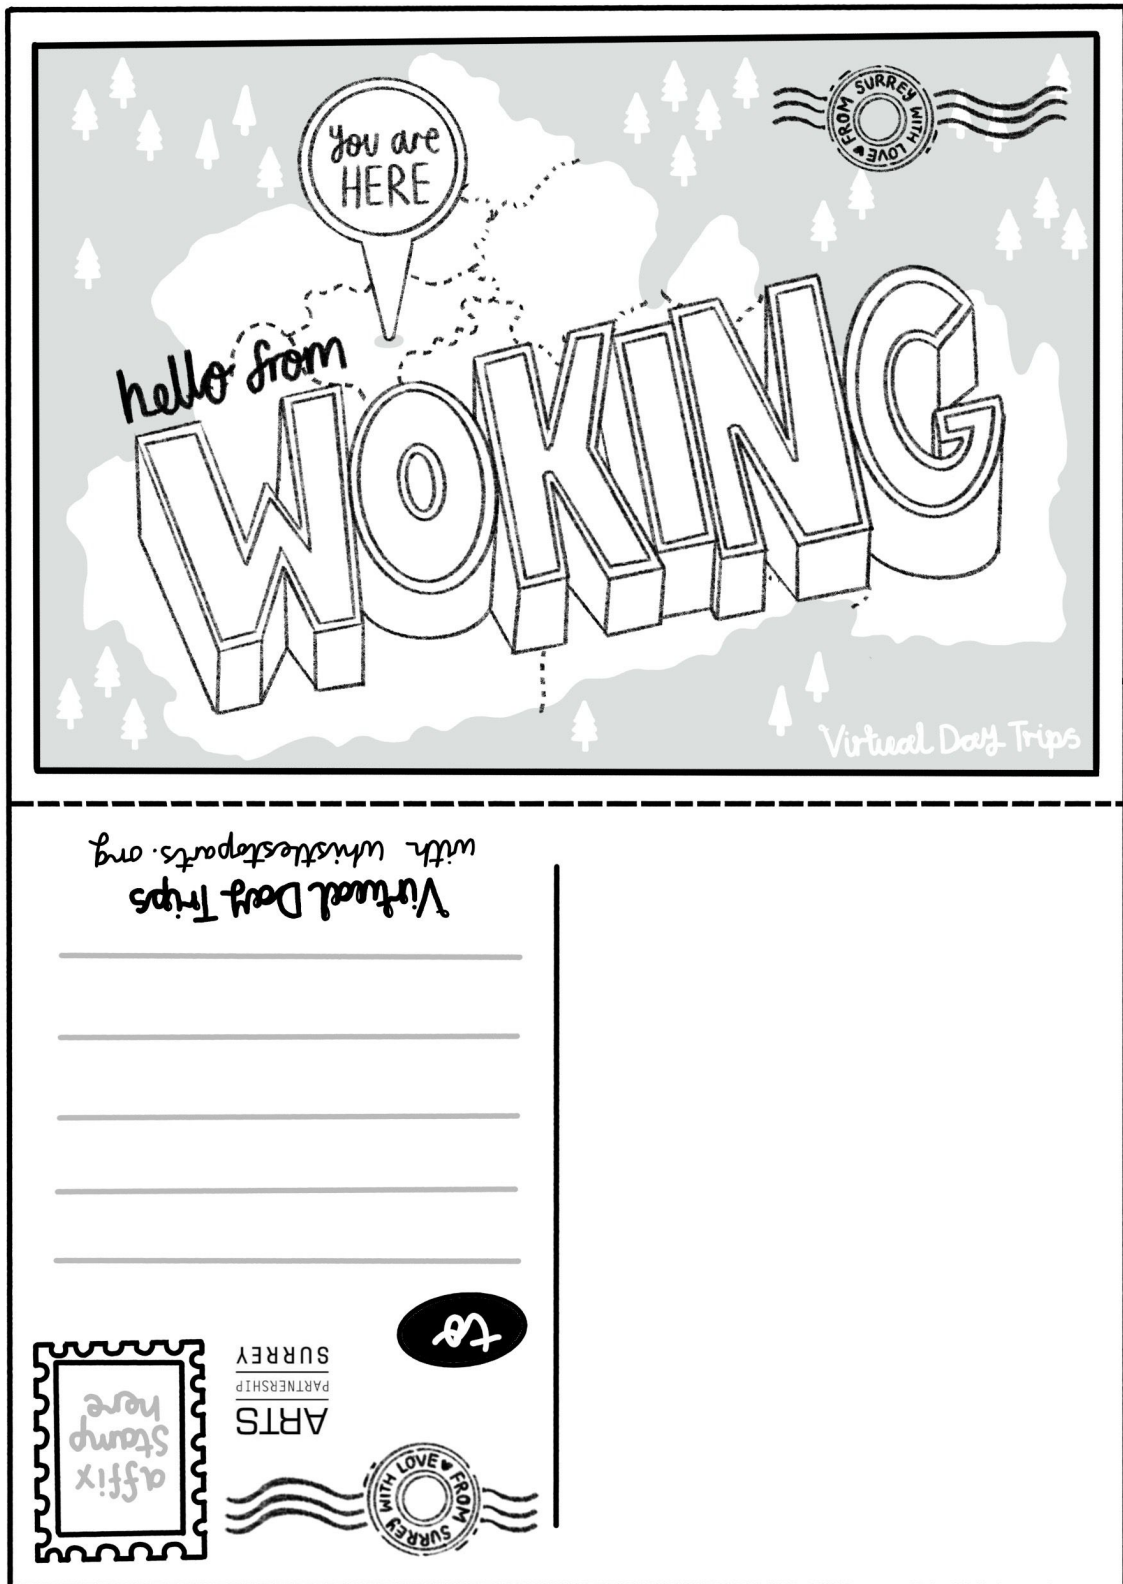 you are
HERE
FROM SURREY WITH LOVE
hello from
WOKING
Virtual Day Trips
affix
stamp
here
FROM SURREY WITH LOVE
ARTS
PARTNERSHIP
SURREY
to
Virtual Day Trips
with whistlestoparts.org